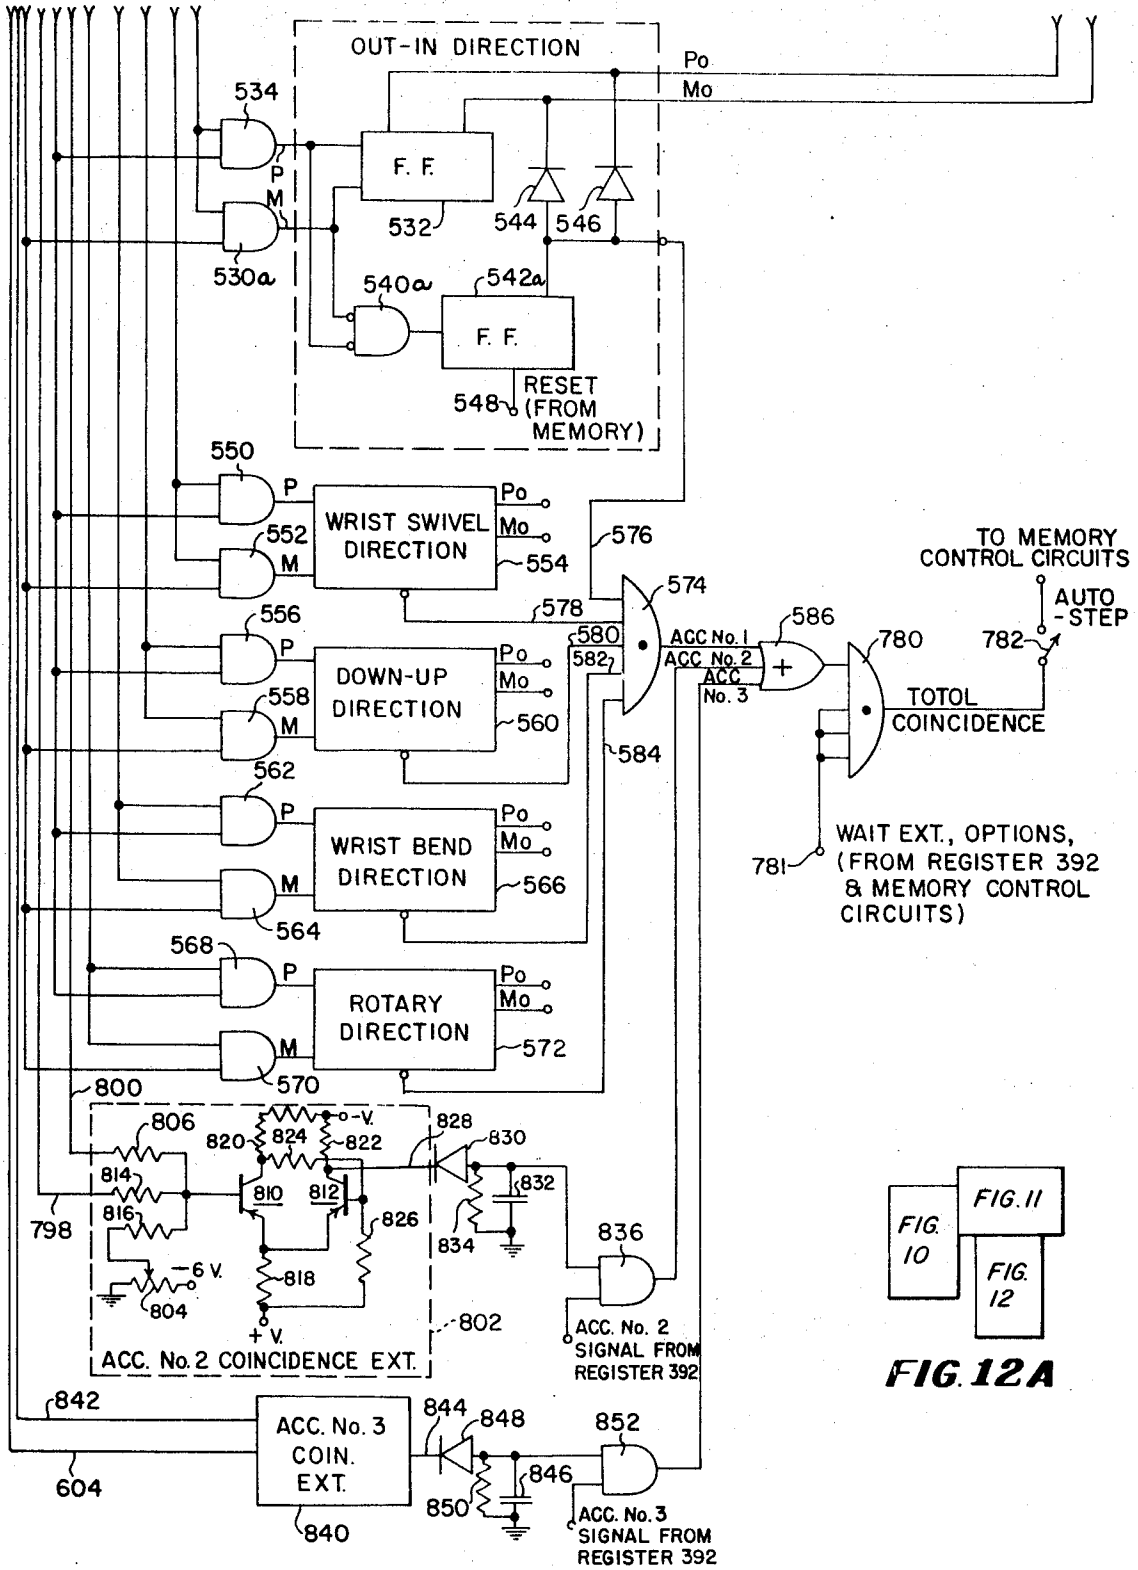 OUT-IN DIRECTION
Po
Mo
534
P
M
F. F.
532
544
546
530a
540a
542a
F. F.
548
RESET
(FROM
MEMORY)
550
P
552
M
WRIST SWIVEL
DIRECTION
Po
Mo
554
576
578
574
556
P
558
M
DOWN-UP
DIRECTION
Po
Mo
560
580
582
584
ACC No. 1
ACC No. 2
ACC
No. 3
586
780
TO MEMORY
CONTROL CIRCUITS
AUTO
-STEP
782
TOTOL
COINCIDENCE
562
P
564
M
WRIST BEND
DIRECTION
Po
Mo
566
781
WAIT EXT., OPTIONS,
(FROM REGISTER 392
& MEMORY CONTROL
CIRCUITS)
568
P
570
M
ROTARY
DIRECTION
Po
Mo
572
800
806
814
816
798
804
-6 V.
820
824
822
-V.
810
812
818
826
+ V.
802
ACC. No. 2 COINCIDENCE EXT.
828
830
832
834
836
ACC. No. 2
SIGNAL FROM
REGISTER 392
842
604
ACC. No. 3
COIN.
EXT.
840
844
848
850
846
852
ACC. No. 3
SIGNAL FROM
REGISTER 392
FIG.
10
FIG. 11
FIG.
12
FIG. 12A